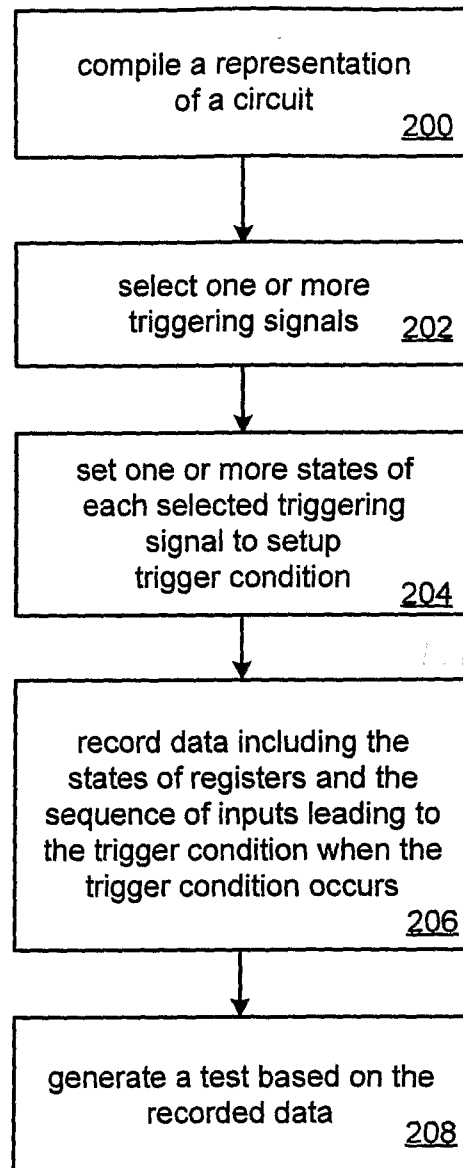 compile a representation
of a circuit
200
select one or more
triggering signals
202
set one or more states of
each selected triggering
signal to setup
trigger condition
204
record data including the
states of registers and the
sequence of inputs leading to
the trigger condition when the
trigger condition occurs
206
generate a test based on the
recorded data
208